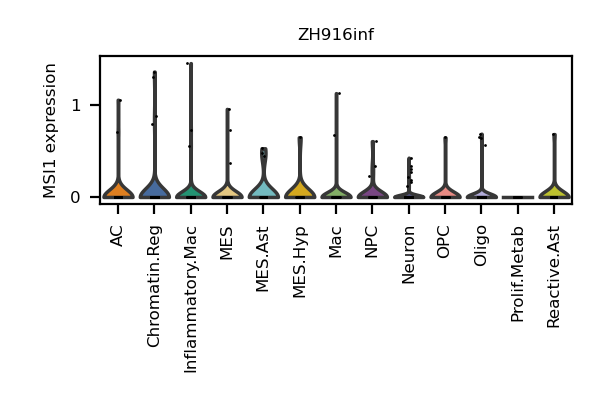 ZH916inf
MSI1 expression
1
0
AC
Chromatin.Reg
Inflammatory.Mac
MES
MES.Ast
MES.Hyp
Mac
NPC
Neuron
OPC
Oligo
Prolif.Metab
Reactive.Ast